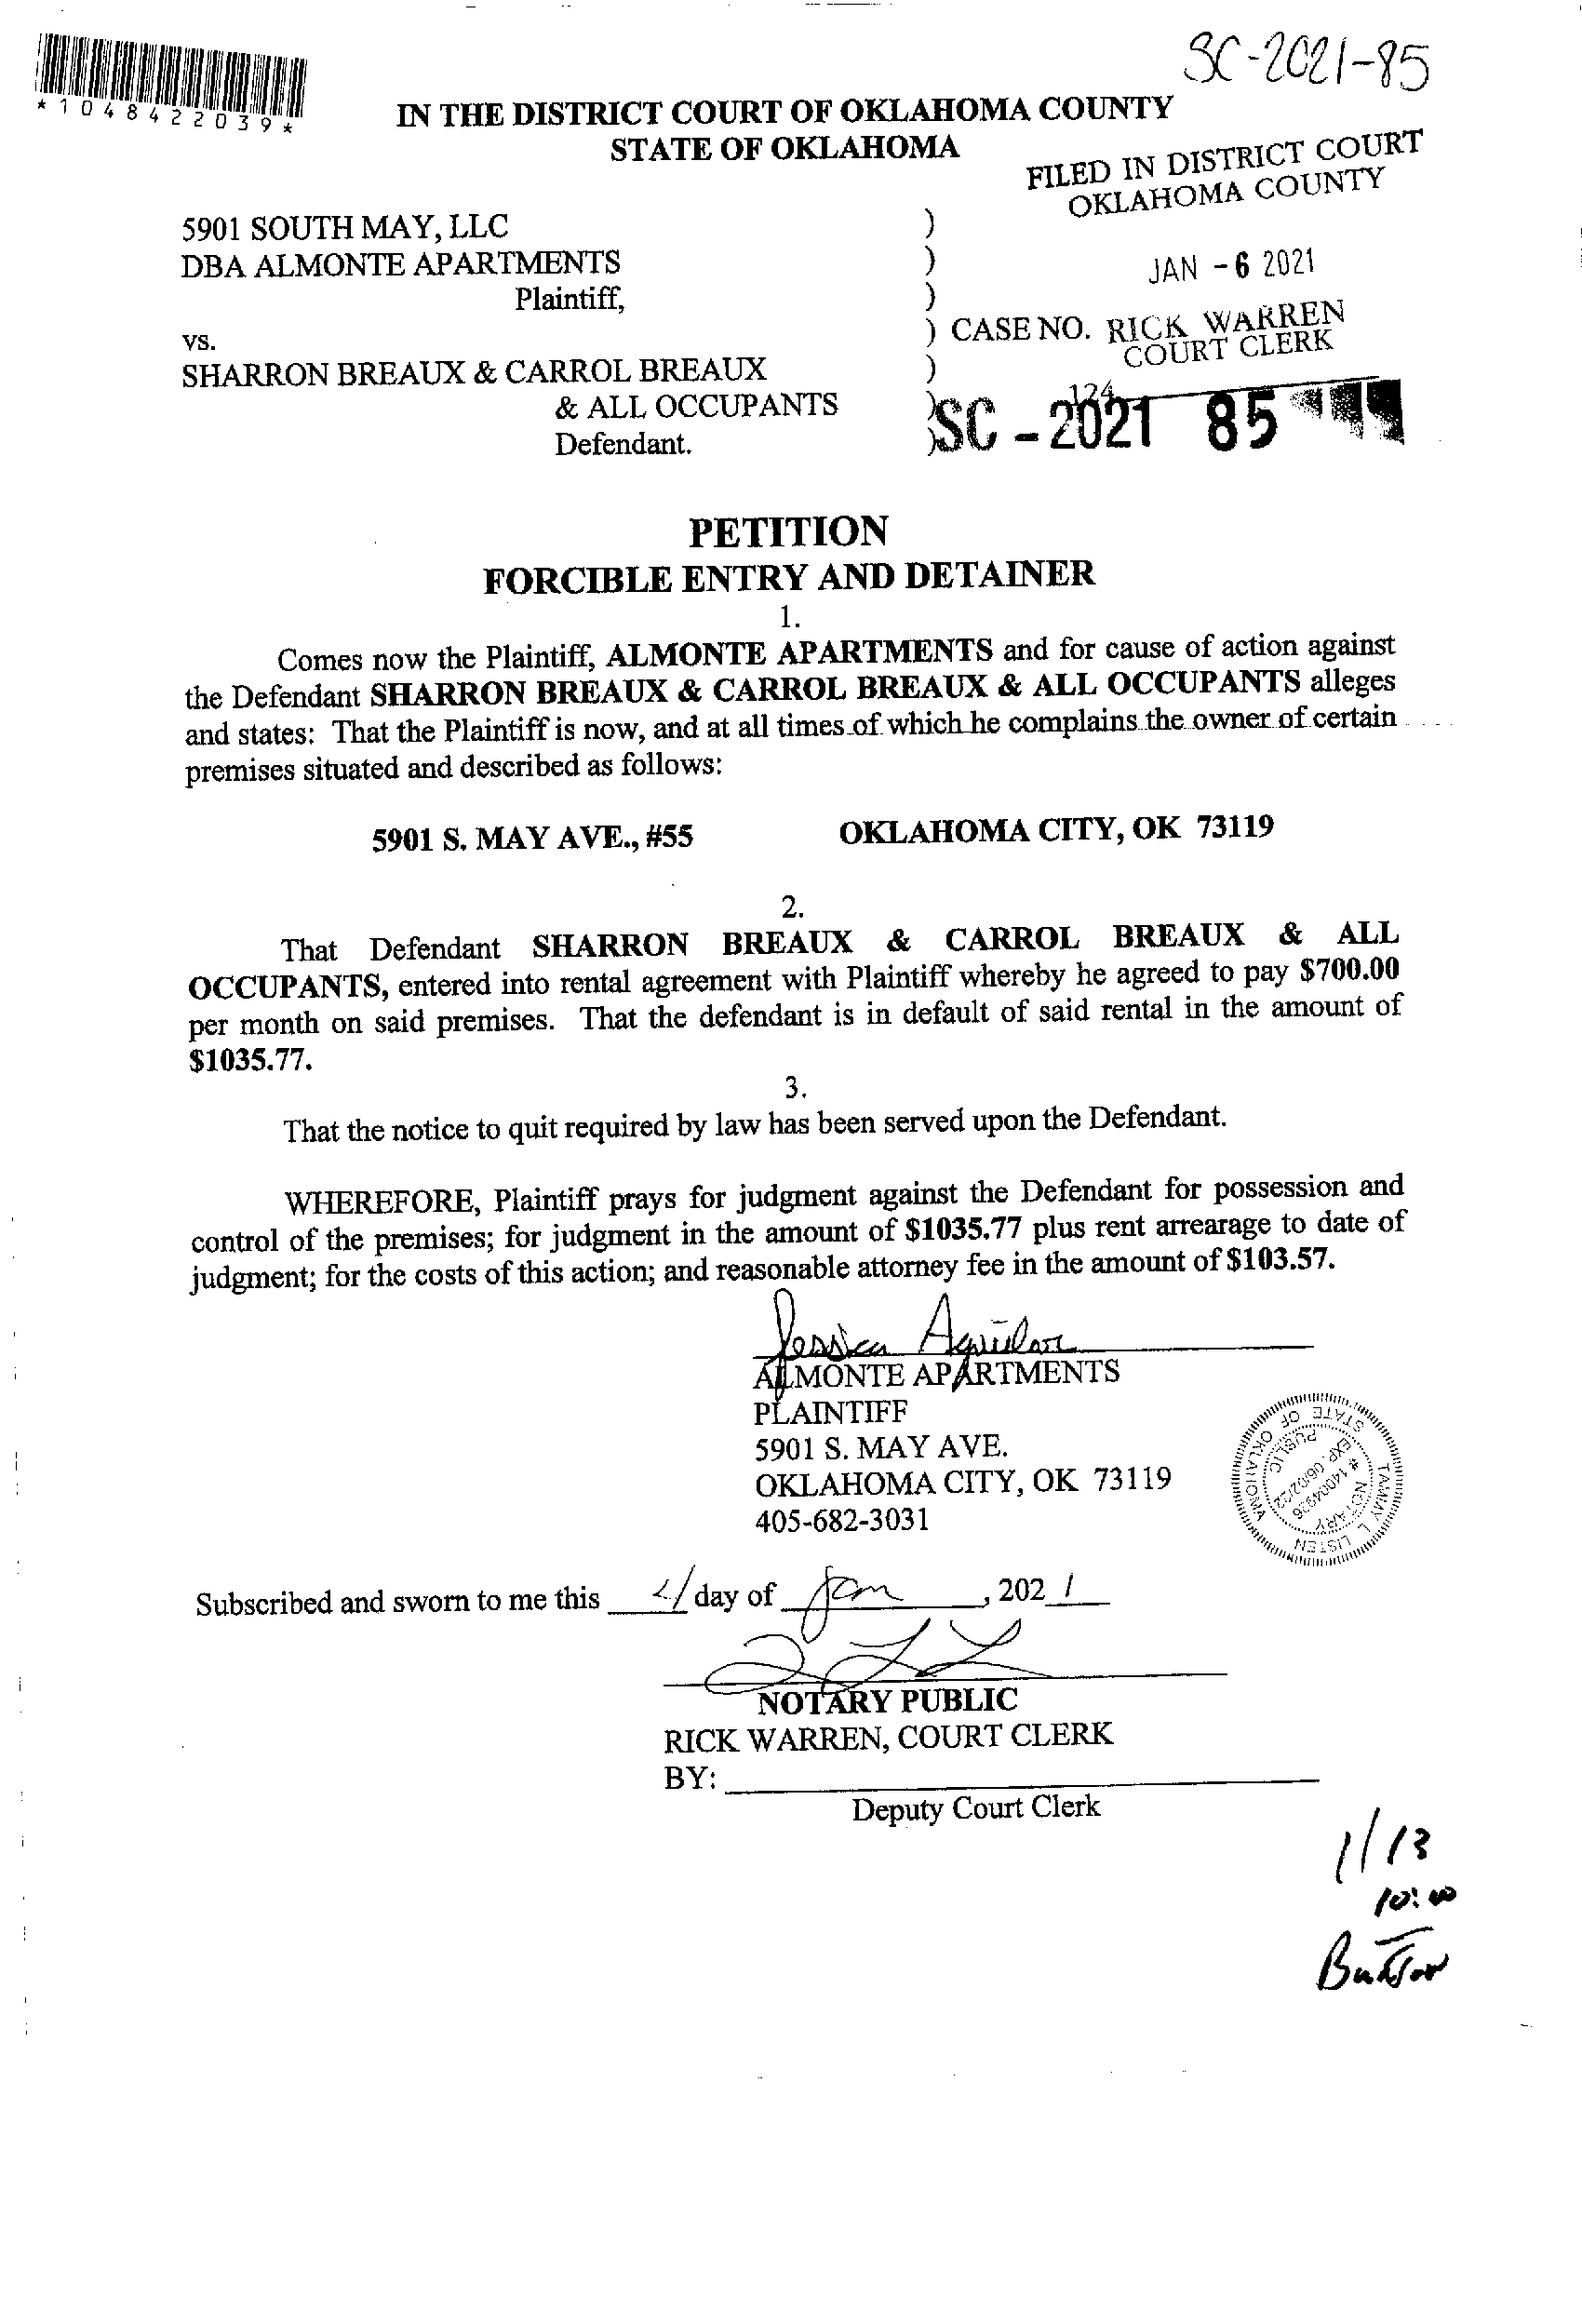 SC-2021-85
*1048422039*
IN THE DISTRICT COURT OF OKLAHOMA COUNTY
STATE OF OKLAHOMA
FILED IN DISTRICT COURT
OKLAHOMA COUNTY
5901 SOUTH MAY, LLC )
DBA ALMONTE APARTMENTS )
JAN - 6 2021
Plaintiff, )
vs. ) CASE NO. RICK WARREN
COURT CLERK
SHARRON BREAUX & CARROL BREAUX )
124
& ALL OCCUPANTS ) SC - 2021 85
Defendant. )
PETITION
FORCIBLE ENTRY AND DETAINER
1.
Comes now the Plaintiff, ALMONTE APARTMENTS and for cause of action against
the Defendant SHARRON BREAUX & CARROL BREAUX & ALL OCCUPANTS alleges
and states: That the Plaintiff is now, and at all times of which he complains the owner of certain
premises situated and described as follows:
5901 S. MAY AVE., #55 OKLAHOMA CITY, OK 73119
2.
That Defendant SHARRON BREAUX & CARROL BREAUX & ALL
OCCUPANTS, entered into rental agreement with Plaintiff whereby he agreed to pay $700.00
per month on said premises. That the defendant is in default of said rental in the amount of
$1035.77.
3.
That the notice to quit required by law has been served upon the Defendant.
WHEREFORE, Plaintiff prays for judgment against the Defendant for possession and
control of the premises; for judgment in the amount of $1035.77 plus rent arrearage to date of
judgment; for the costs of this action; and reasonable attorney fee in the amount of $103.57.
Jessica Aguilar
ALMONTE APARTMENTS
PLAINTIFF
5901 S. MAY AVE.
OKLAHOMA CITY, OK 73119
405-682-3031
TAMMY L. LISTEN
STATE OF OKLAHOMA
NOTARY PUBLIC
# 14004936
EXP. 06/02/22
Subscribed and sworn to me this 4 day of Jan, 2021
NOTARY PUBLIC
RICK WARREN, COURT CLERK
BY:
Deputy Court Clerk
1/13
10:00